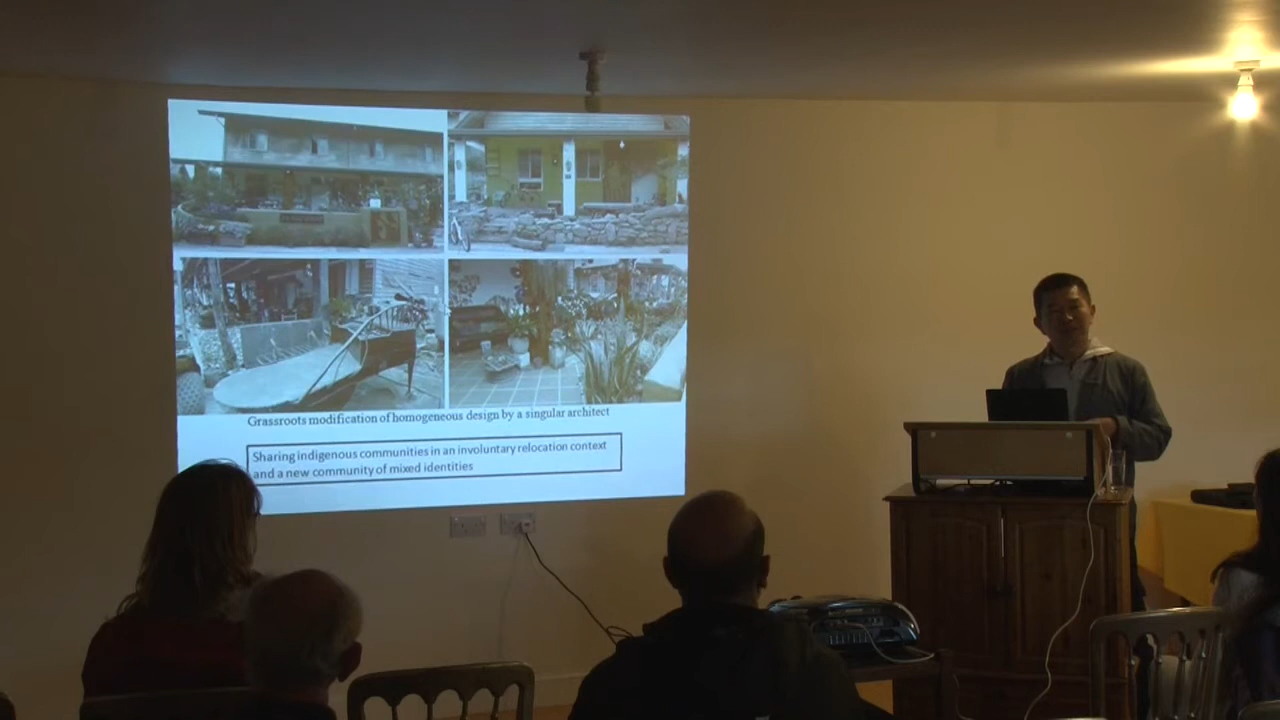 Grassroots modification of homogeneous design by a singular architect
Sharing indigenous communities in an involuntary relocation context
and a new community of mixed identities